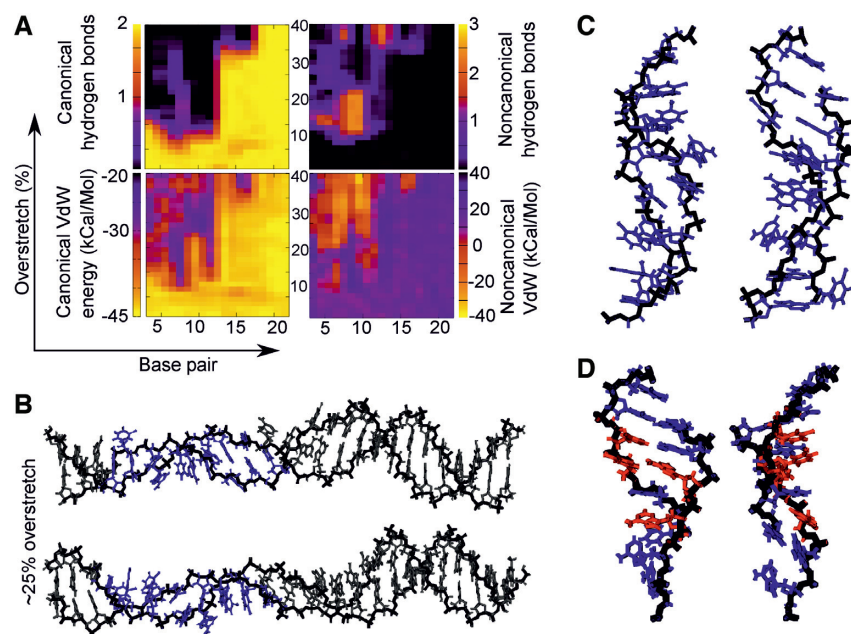 A
Overstretch (%)
Canonical
hydrogen bonds
2
1
40
30
20
10
3
2
1
Noncanonical
hydrogen bonds
Canonical VdW
energy (kCal/Mol)
-20
-30
-45
40
30
20
10
40
20
0
-20
-40
Noncanonical
VdW (kCal/Mol)
5 10 15 20
5 10 15 20
Base pair
B
~25% overstretch
C
D